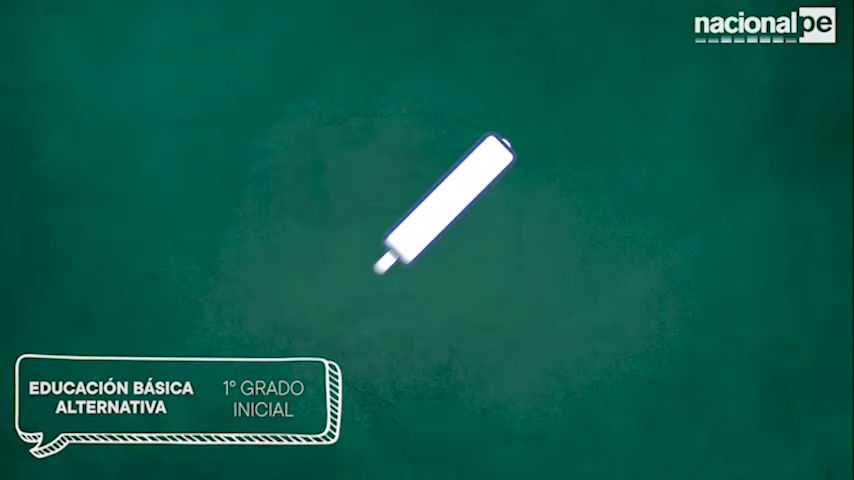 nacionalpe
EDUCACIÓN BÁSICA
ALTERNATIVA
1° GRADO
INICIAL